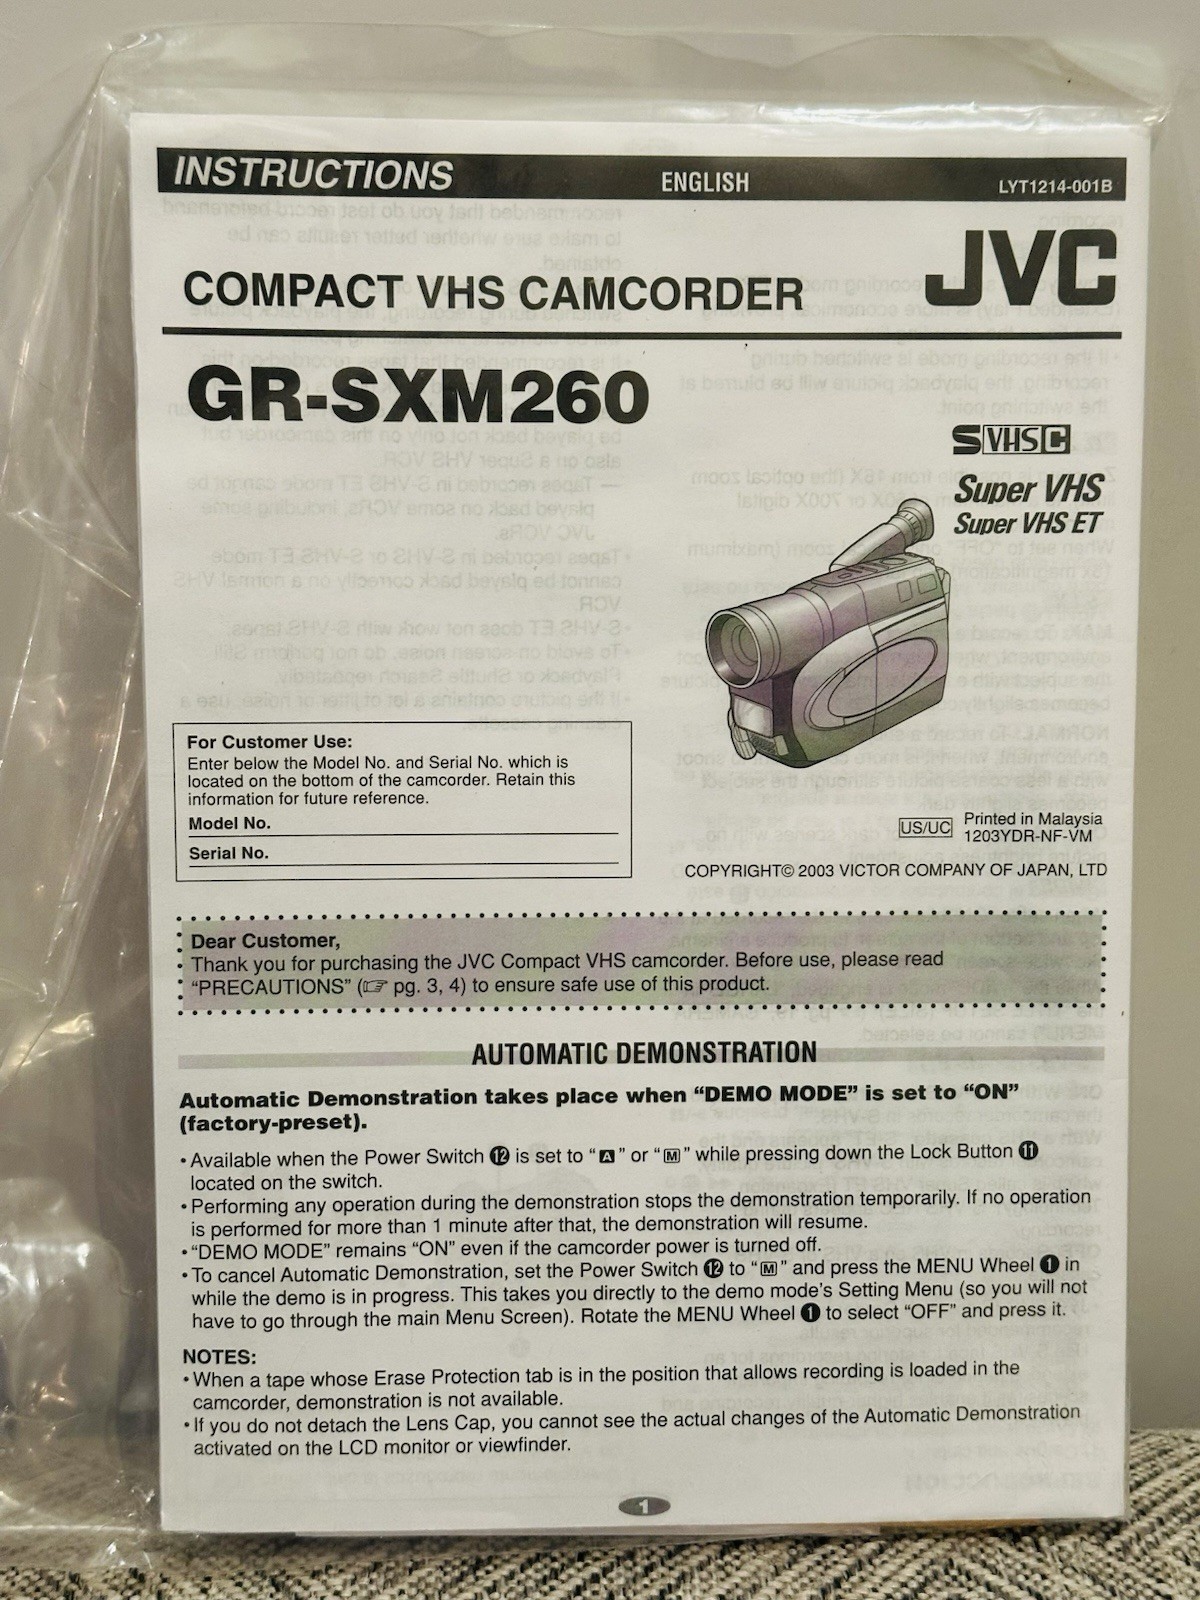 INSTRUCTIONS ENGLISH LYT1214-001B
JVC
COMPACT VHS CAMCORDER
GR-SXM260
S VHS C
Super VHS
Super VHS ET
For Customer Use:
Enter below the Model No. and Serial No. which is
located on the bottom of the camcorder. Retain this
information for future reference.
Model No.
Serial No.
US/UC
Printed in Malaysia
1203YDR-NF-VM
COPYRIGHT© 2003 VICTOR COMPANY OF JAPAN, LTD
Dear Customer,
Thank you for purchasing the JVC Compact VHS camcorder. Before use, please read
“PRECAUTIONS” (☞ pg. 3, 4) to ensure safe use of this product.
AUTOMATIC DEMONSTRATION
Automatic Demonstration takes place when “DEMO MODE” is set to “ON”
(factory-preset).
•Available when the Power Switch ⓬ is set to “A” or “M” while pressing down the Lock Button ⓫
located on the switch.
•Performing any operation during the demonstration stops the demonstration temporarily. If no operation
is performed for more than 1 minute after that, the demonstration will resume.
•“DEMO MODE” remains “ON” even if the camcorder power is turned off.
•To cancel Automatic Demonstration, set the Power Switch ⓬ to “M” and press the MENU Wheel ❶ in
while the demo is in progress. This takes you directly to the demo mode’s Setting Menu (so you will not
have to go through the main Menu Screen). Rotate the MENU Wheel ❶ to select “OFF” and press it.
NOTES:
•When a tape whose Erase Protection tab is in the position that allows recording is loaded in the
camcorder, demonstration is not available.
•If you do not detach the Lens Cap, you cannot see the actual changes of the Automatic Demonstration
activated on the LCD monitor or viewfinder.
1